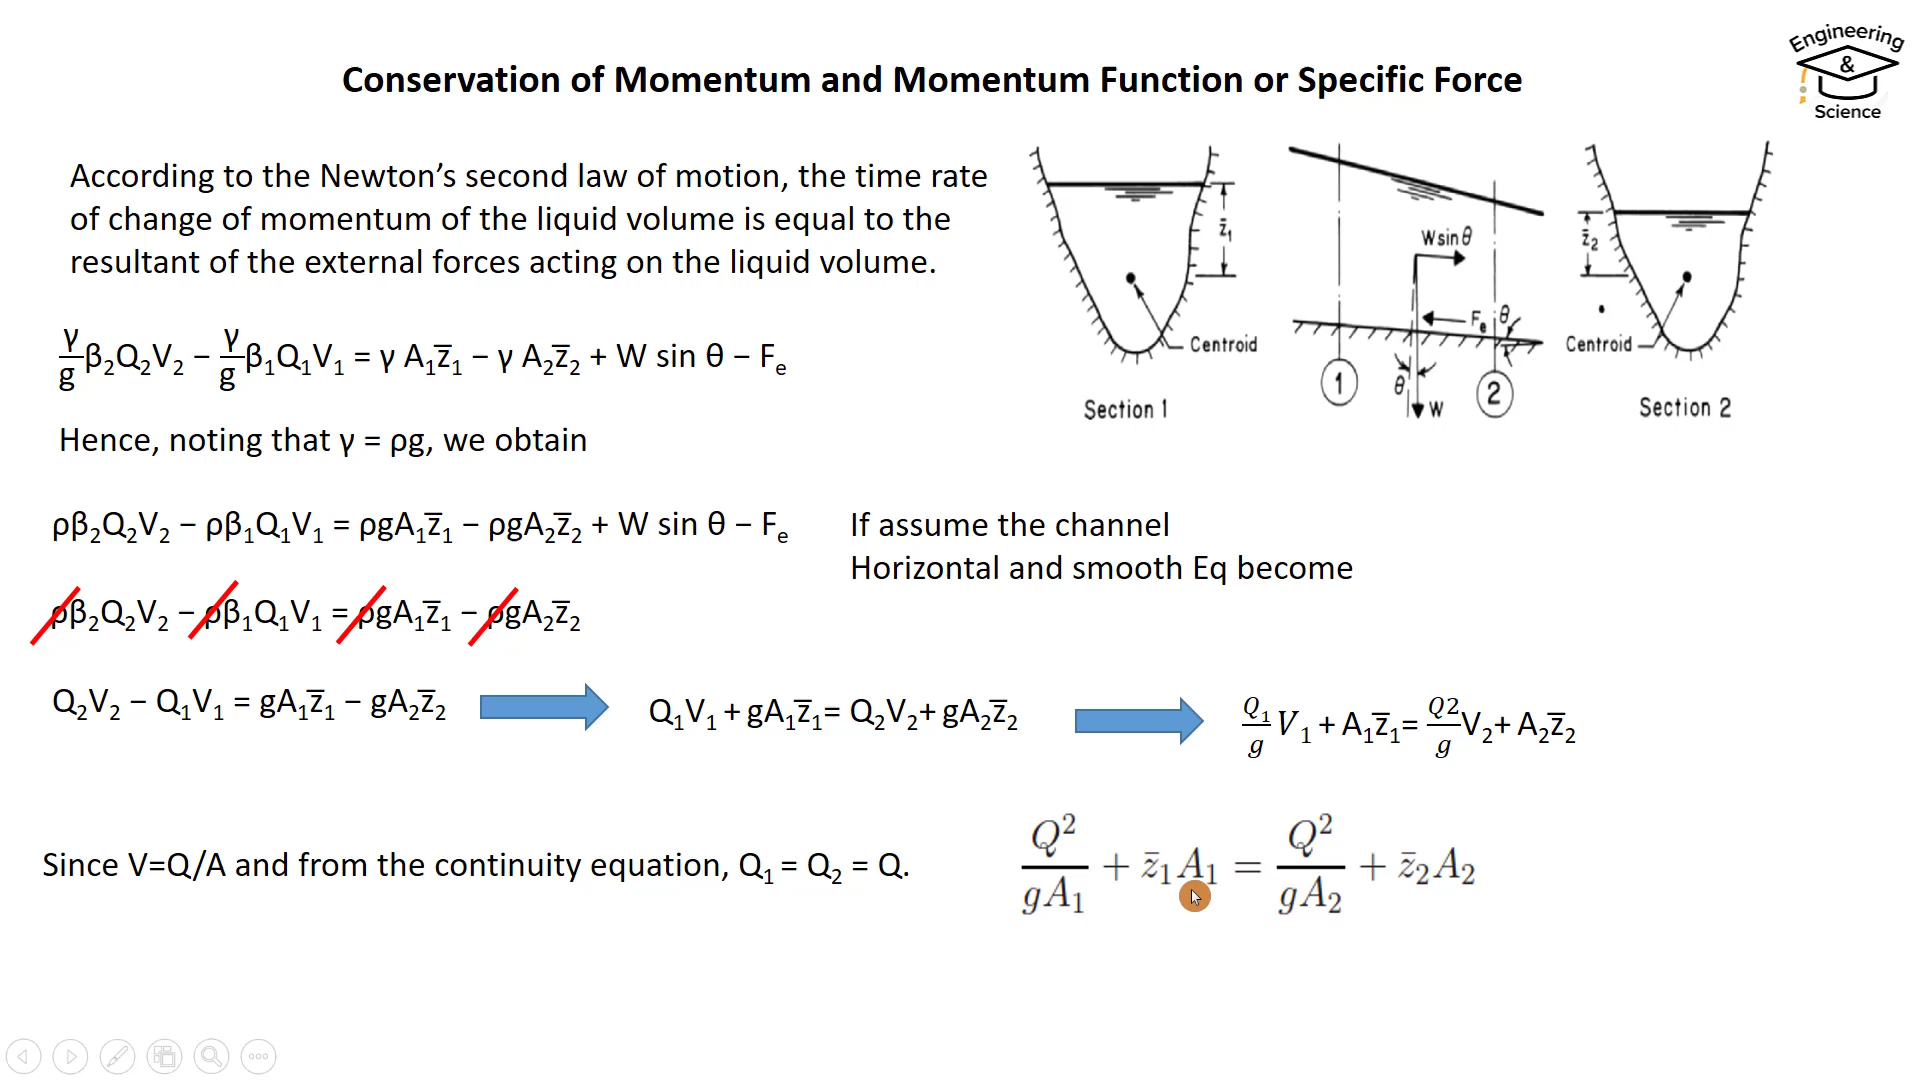 Engineering
&
Science
Conservation of Momentum and Momentum Function or Specific Force
According to the Newton’s second law of motion, the time rate
of change of momentum of the liquid volume is equal to the
resultant of the external forces acting on the liquid volume.
z̄₁
Centroid
Section 1
W sin θ
Fₑ
θ
θ
W
1
2
z̄₂
Centroid
Section 2
γ/g β₂Q₂V₂ − γ/g β₁Q₁V₁ = γ A₁z̄₁ − γ A₂z̄₂ + W sin θ − Fₑ
Hence, noting that γ = ρg, we obtain
ρβ₂Q₂V₂ − ρβ₁Q₁V₁ = ρgA₁z̄₁ − ρgA₂z̄₂ + W sin θ − Fₑ
If assume the channel
Horizontal and smooth Eq become
ρβ₂Q₂V₂ − ρβ₁Q₁V₁ = ρgA₁z̄₁ − ρgA₂z̄₂
Q₂V₂ − Q₁V₁ = gA₁z̄₁ − gA₂z̄₂
Q₁V₁ + gA₁z̄₁= Q₂V₂+ gA₂z̄₂
Q₁/g V₁ + A₁z̄₁= Q2/g V₂+ A₂z̄₂
Since V=Q/A and from the continuity equation, Q₁ = Q₂ = Q.
Q²/gA₁ + z̄₁A₁ = Q²/gA₂ + z̄₂A₂